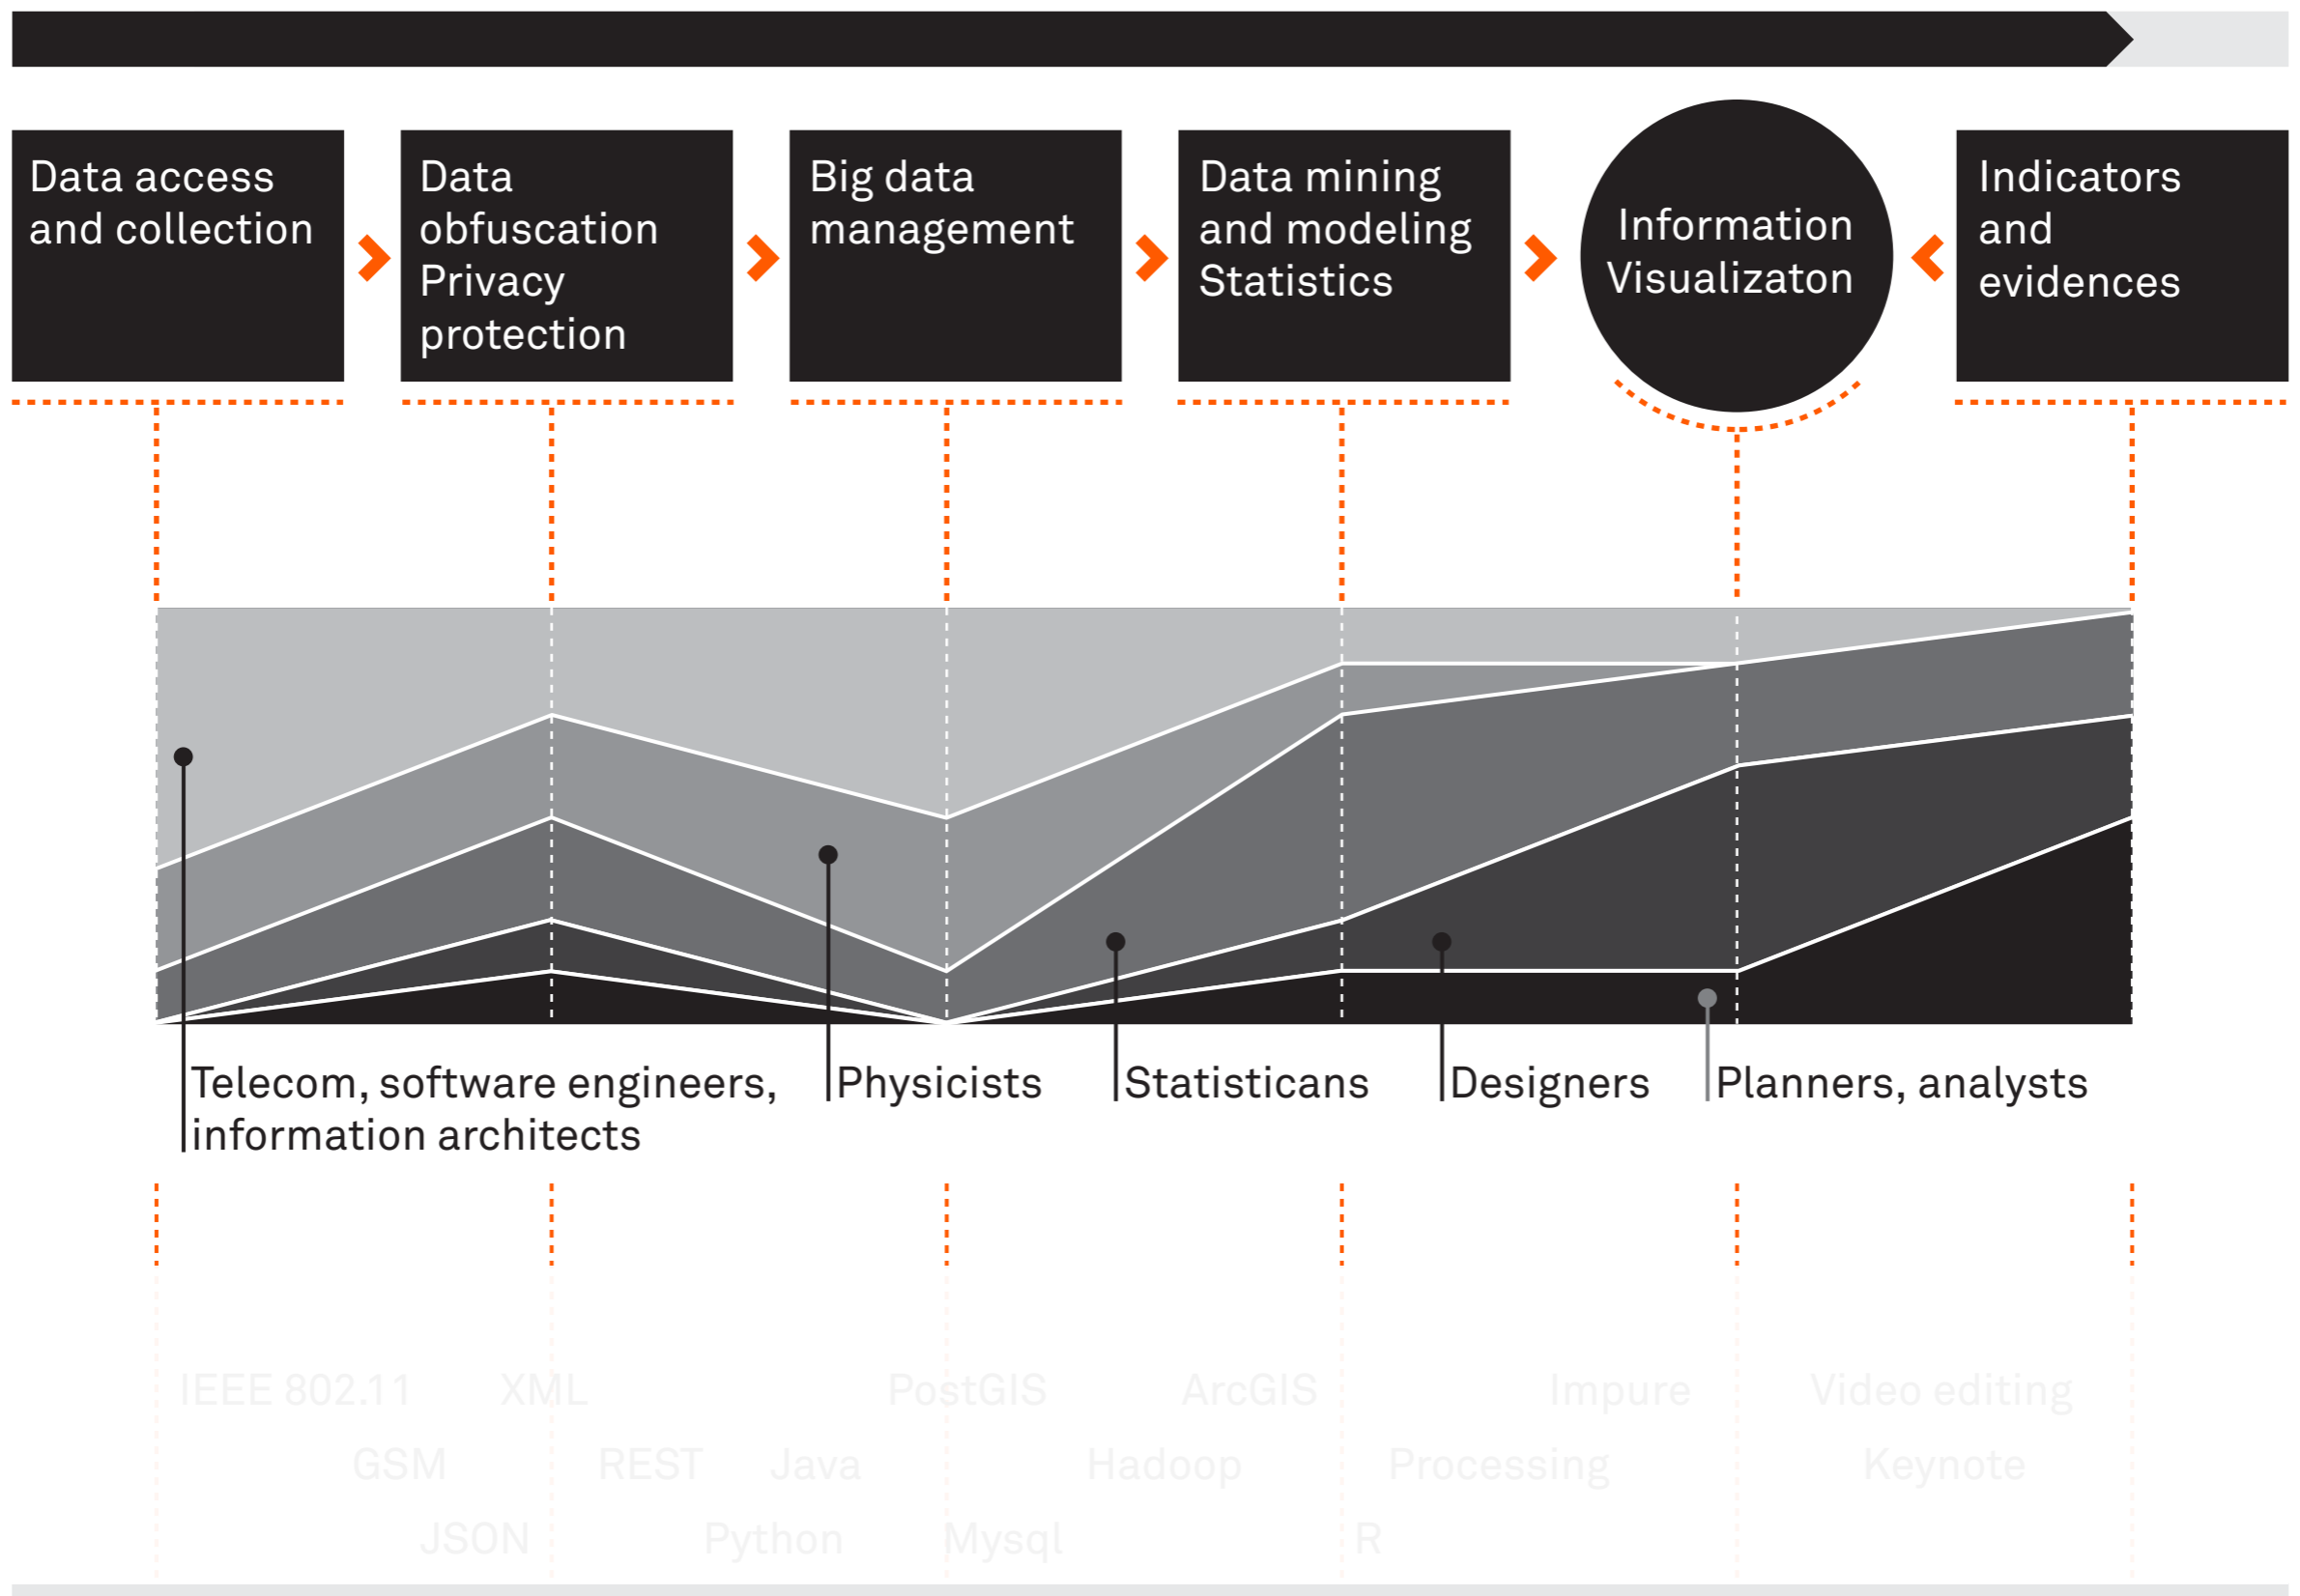 Data access
and collection
Data
obfuscation
Privacy
protection
Big data
management
Data mining
and modeling
Statistics
Information
Visualizaton
Indicators
and
evidences
Telecom, software engineers,
information architects
Physicists
Statisticans
Designers
Planners, analysts
IEEE 802.11
XML
PostGIS
ArcGIS
Impure
Video editing
GSM
REST
Java
Hadoop
Processing
Keynote
JSON
Python
Mysql
R